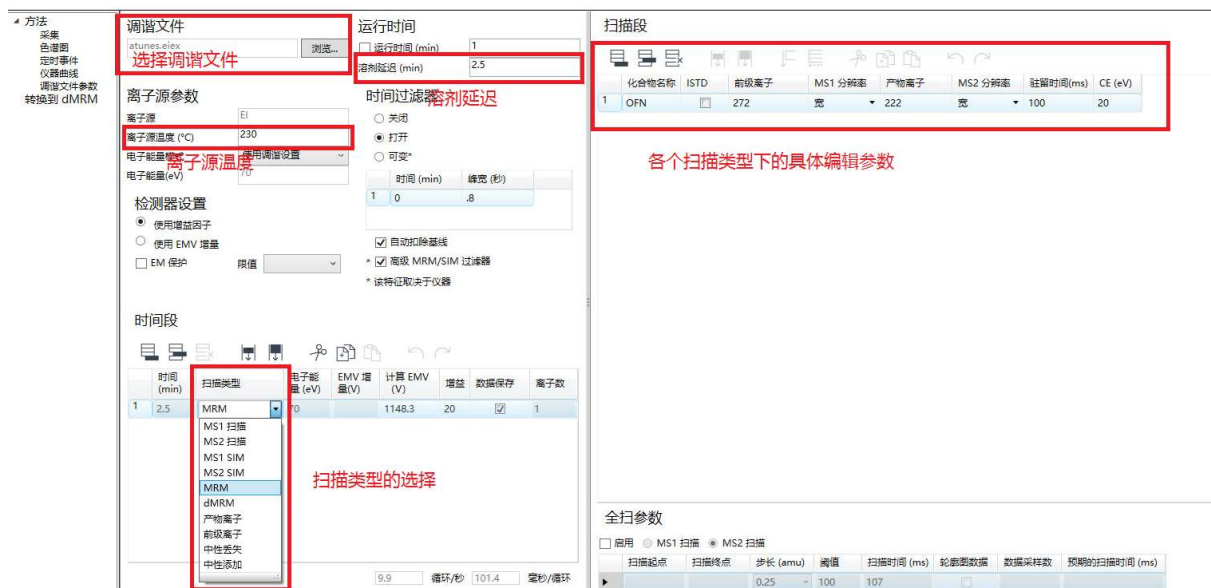 方法
采集
色谱图
定时事件
仪器曲线
调谐文件参数
转换到 dMRM
调谐文件
atunes.eiex
浏览...
选择调谐文件
运行时间
运行时间 (min)
1
溶剂延迟 (min)
2.5
溶剂延迟
离子源参数
离子源
EI
离子源温度 (°C)
230
电子能量模式
使用调谐设置
离子源温度
电子能量(eV)
70
检测器设置
使用增益因子
使用 EMV 增量
EM 保护
限值
时间过滤器
关闭
打开
可变*
时间 (min) 峰宽 (秒)
1 0 .8
自动扣除基线
* 高级 MRM/SIM 过滤器
* 该特征取决于仪器
时间段
时间 (min) 扫描类型 电子能量 (eV) EMV 增量(V) 计算 EMV (V) 增益 数据保存 离子数
1 2.5 MRM 70 1148.3 20 1
MS1 扫描
MS2 扫描
MS1 SIM
MS2 SIM
MRM
dMRM
产物离子
前级离子
中性丢失
中性添加
扫描类型的选择
9.9 循环/秒 101.4 毫秒/循环
扫描段
化合物名称 ISTD 前级离子 MS1 分辨率 产物离子 MS2 分辨率 驻留时间(ms) CE (eV)
1 OFN 272 宽 222 宽 100 20
各个扫描类型下的具体编辑参数
全扫参数
启用 MS1 扫描 MS2 扫描
扫描起点 扫描终点 步长 (amu) 阈值 扫描时间 (ms) 轮廓图数据 数据采样数 预期的扫描时间 (ms)
0.25 100 107